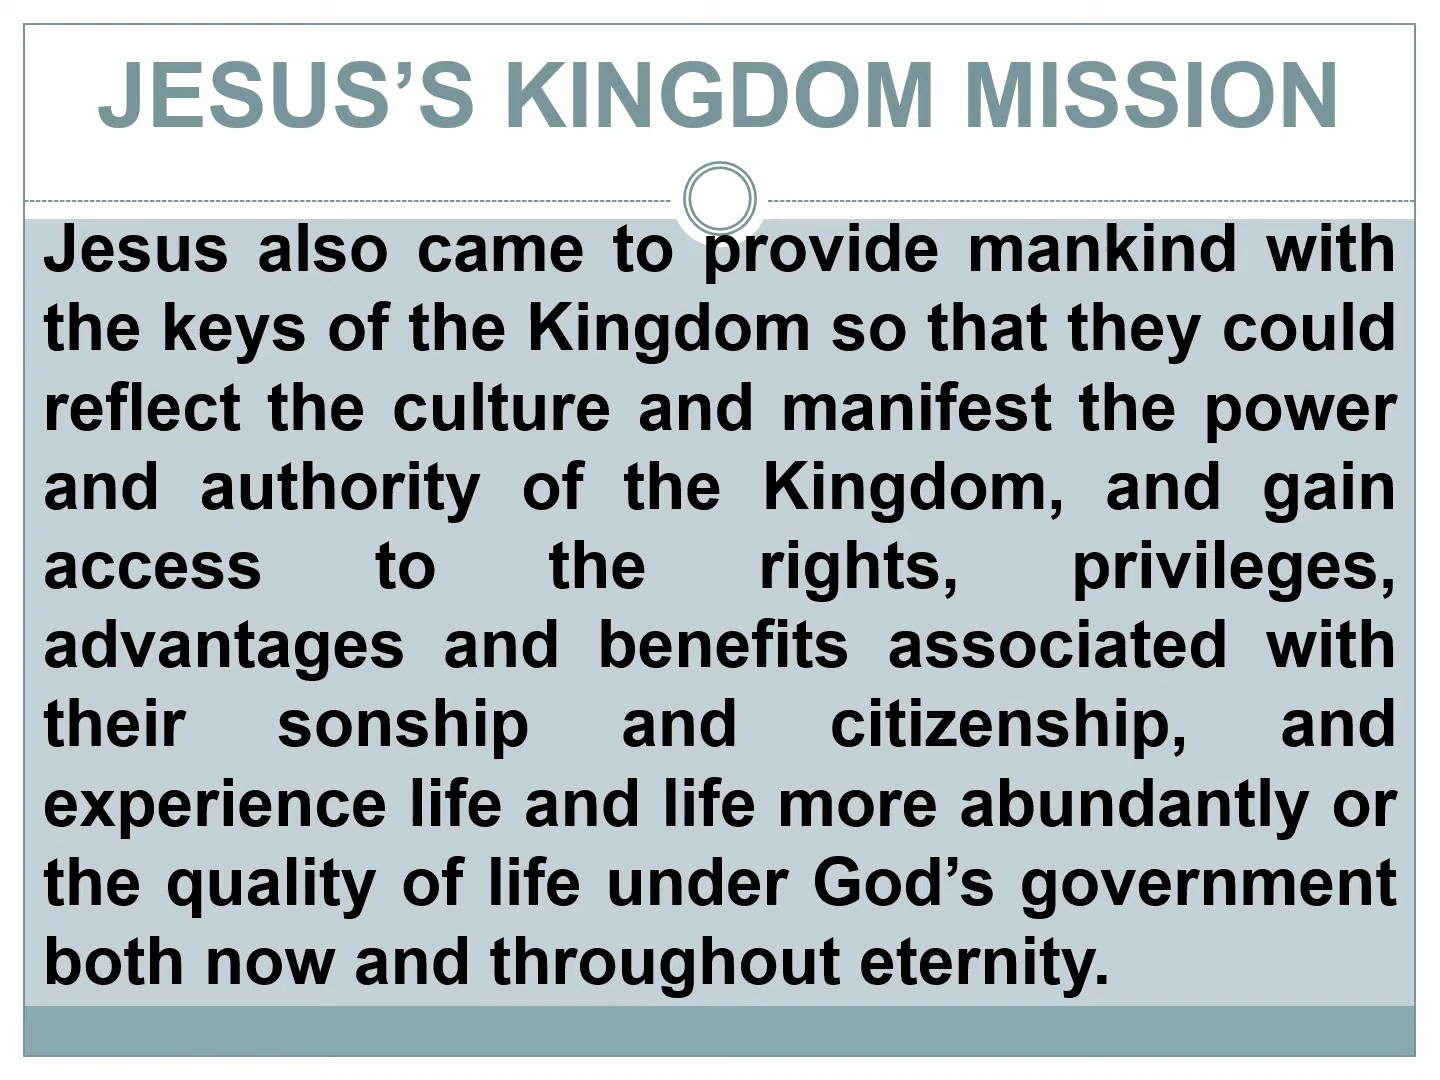 JESUS’S KINGDOM MISSION
Jesus also came to provide mankind with
the keys of the Kingdom so that they could
reflect the culture and manifest the power
and authority of the Kingdom, and gain
access to the rights, privileges,
advantages and benefits associated with
their sonship and citizenship, and
experience life and life more abundantly or
the quality of life under God’s government
both now and throughout eternity.